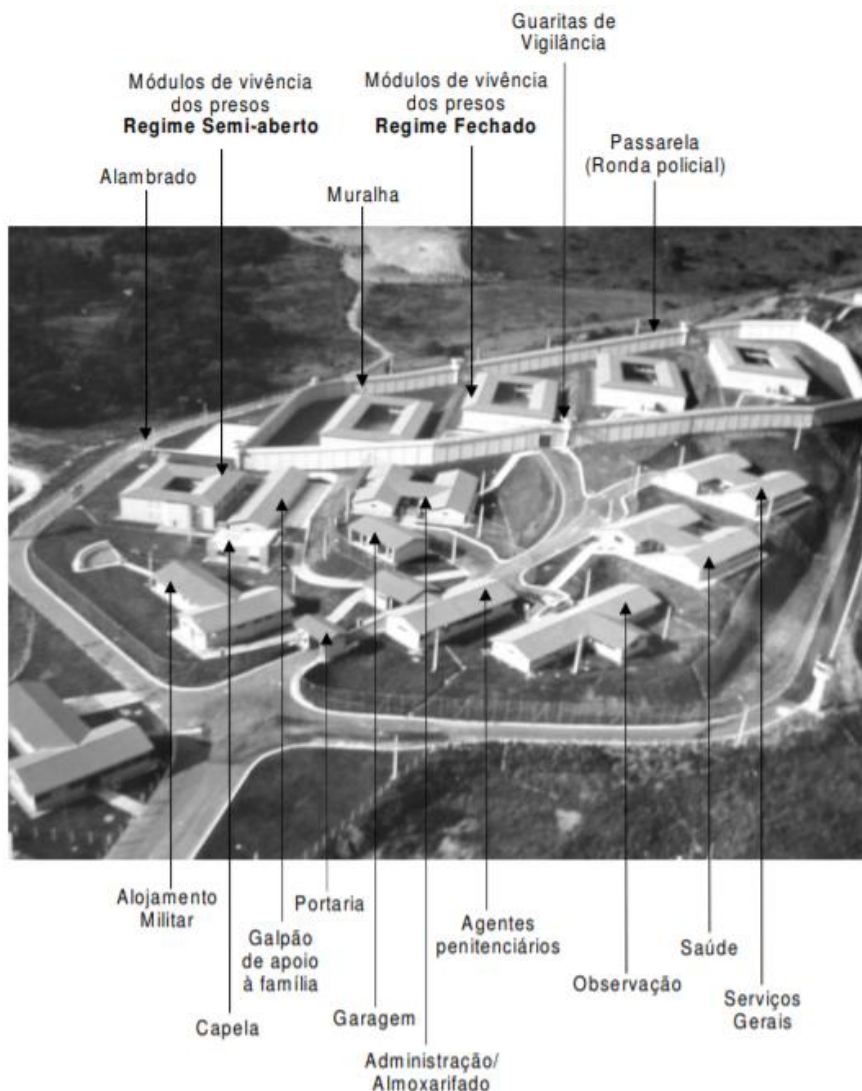 Guaritas de
Vigilância
Módulos de vivência
dos presos
Regime Semi-aberto
Módulos de vivência
dos presos
Regime Fechado
Passarela
(Ronda policial)
Alambrado
Muralha
Alojamento
Militar
Capela
Galpão
de apoio
à família
Portaria
Garagem
Administração/
Almoxarifado
Agentes
penitenciários
Observação
Saúde
Serviços
Gerais